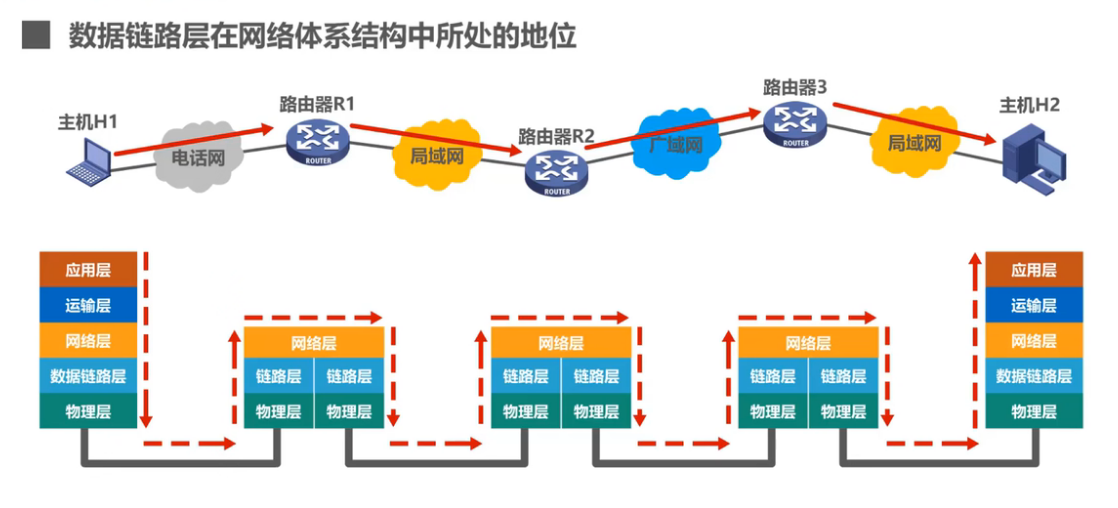 数据链路层在网络体系结构中所处的地位
主机H1
电话网
路由器R1
ROUTER
局域网
路由器R2
ROUTER
广域网
路由器3
ROUTER
局域网
主机H2
应用层
运输层
网络层
数据链路层
物理层
网络层
链路层 链路层
物理层 物理层
网络层
链路层 链路层
物理层 物理层
网络层
链路层 链路层
物理层 物理层
应用层
运输层
网络层
数据链路层
物理层